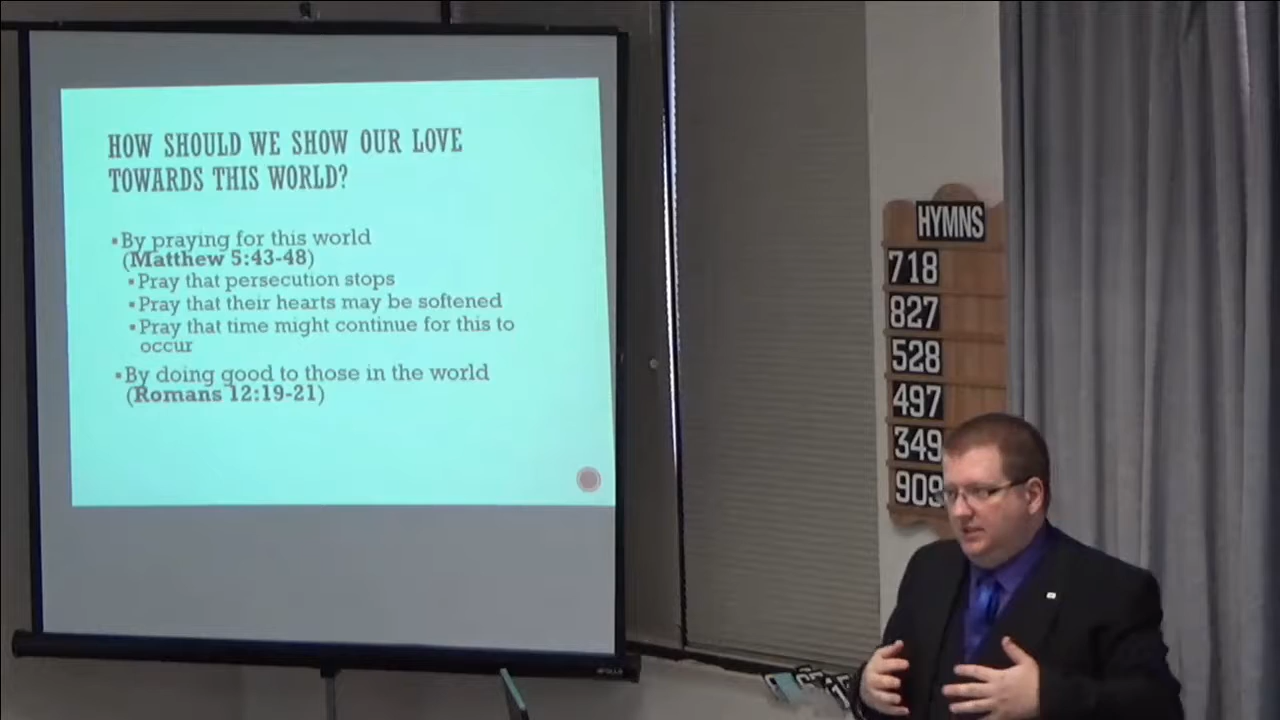 HOW SHOULD WE SHOW OUR LOVE
TOWARDS THIS WORLD?
▪By praying for this world
(Matthew 5:43-48)
▪Pray that persecution stops
▪Pray that their hearts may be softened
▪Pray that time might continue for this to
occur
▪By doing good to those in the world
(Romans 12:19-21)
HYMNS
718
827
528
497
349
909